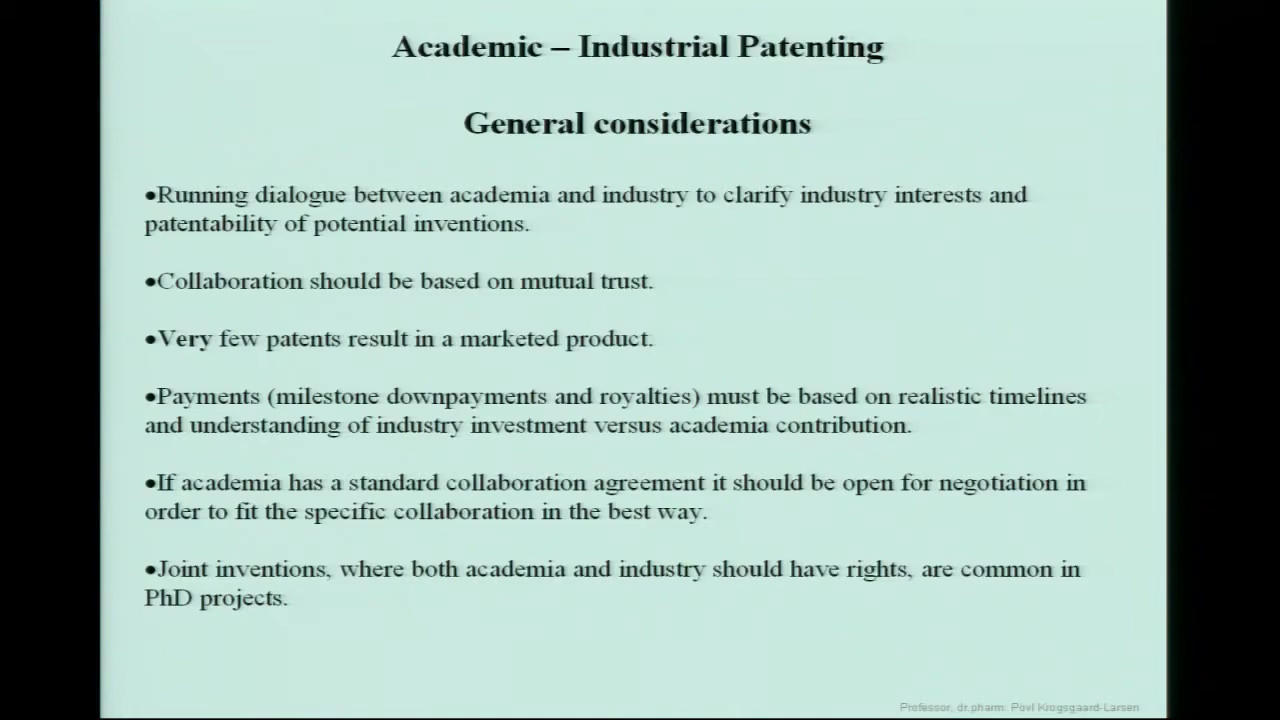 Academic – Industrial Patenting
General considerations
•Running dialogue between academia and industry to clarify industry interests and
patentability of potential inventions.
•Collaboration should be based on mutual trust.
•Very few patents result in a marketed product.
•Payments (milestone downpayments and royalties) must be based on realistic timelines
and understanding of industry investment versus academia contribution.
•If academia has a standard collaboration agreement it should be open for negotiation in
order to fit the specific collaboration in the best way.
•Joint inventions, where both academia and industry should have rights, are common in
PhD projects.
Professor, dr.pharm. Povl Krogsgaard-Larsen